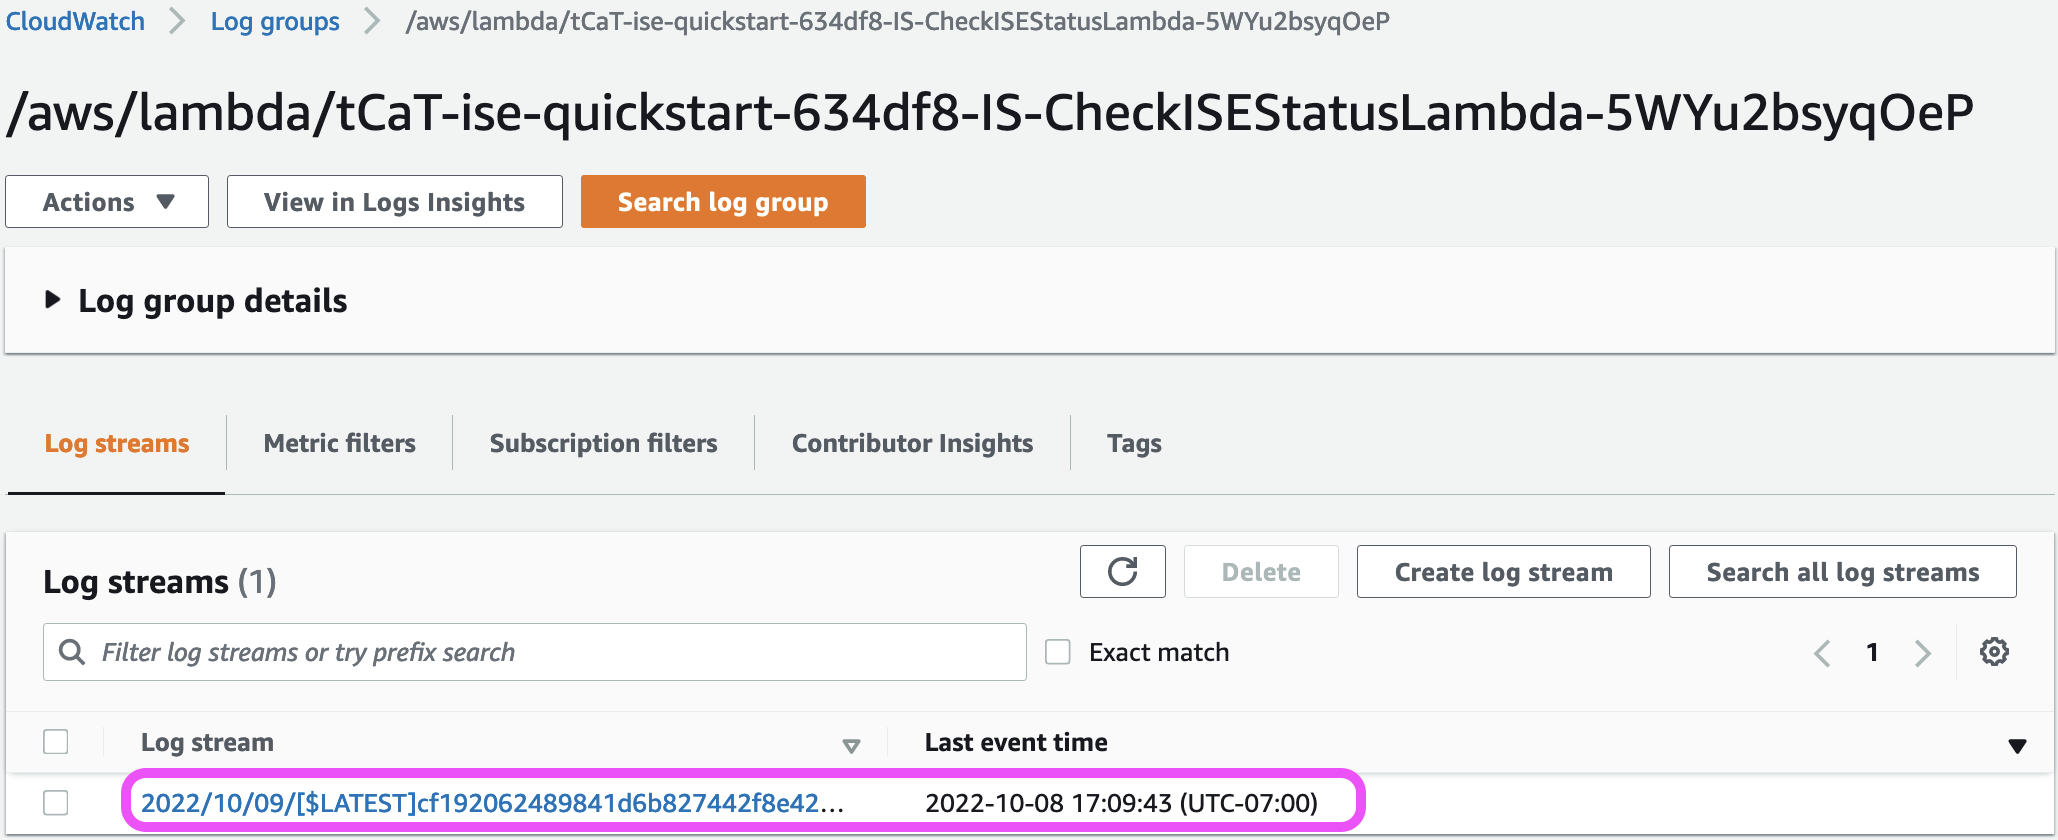 CloudWatch > Log groups > /aws/lambda/tCaT-ise-quickstart-634df8-IS-CheckISEStatusLambda-5WYu2bsyqOeP
/aws/lambda/tCaT-ise-quickstart-634df8-IS-CheckISEStatusLambda-5WYu2bsyqOeP
Actions View in Logs Insights Search log group
Log group details
Log streams Metric filters Subscription filters Contributor Insights Tags
Log streams (1) Delete Create log stream Search all log streams
Filter log streams or try prefix search Exact match 1
Log stream Last event time
2022/10/09/[$LATEST]cf192062489841d6b827442f8e42... 2022-10-08 17:09:43 (UTC-07:00)